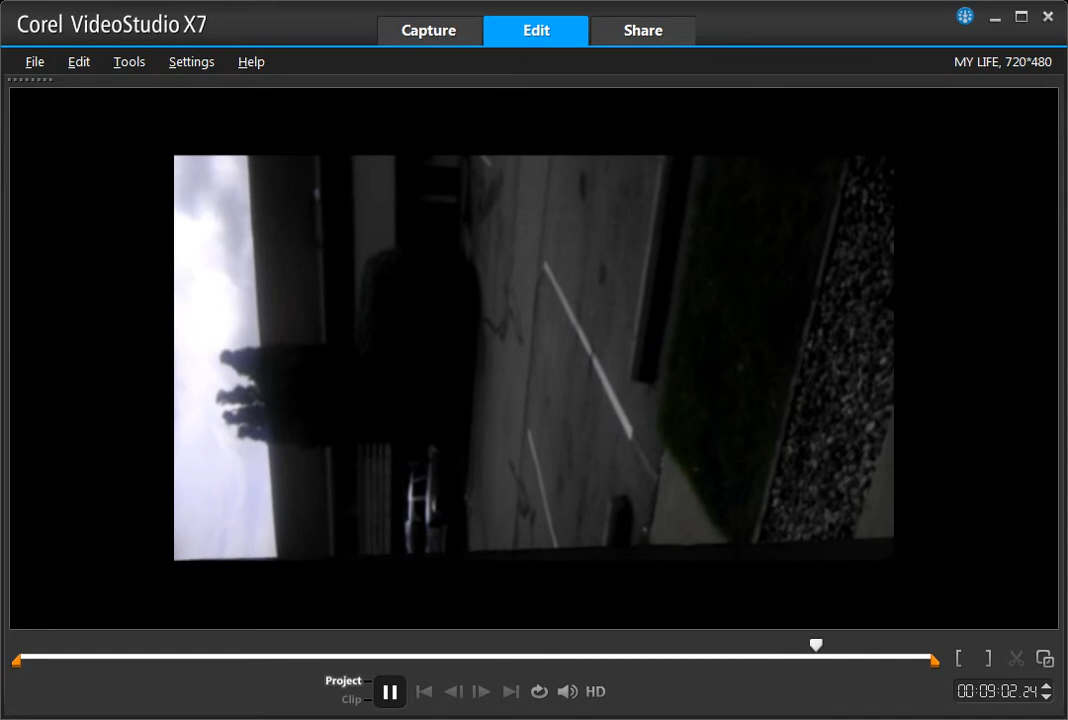 Corel VideoStudio X7
Capture Edit Share
File Edit Tools Settings Help MY LIFE, 720*480
Project
Clip
HD
[ ]
00:09:02.24